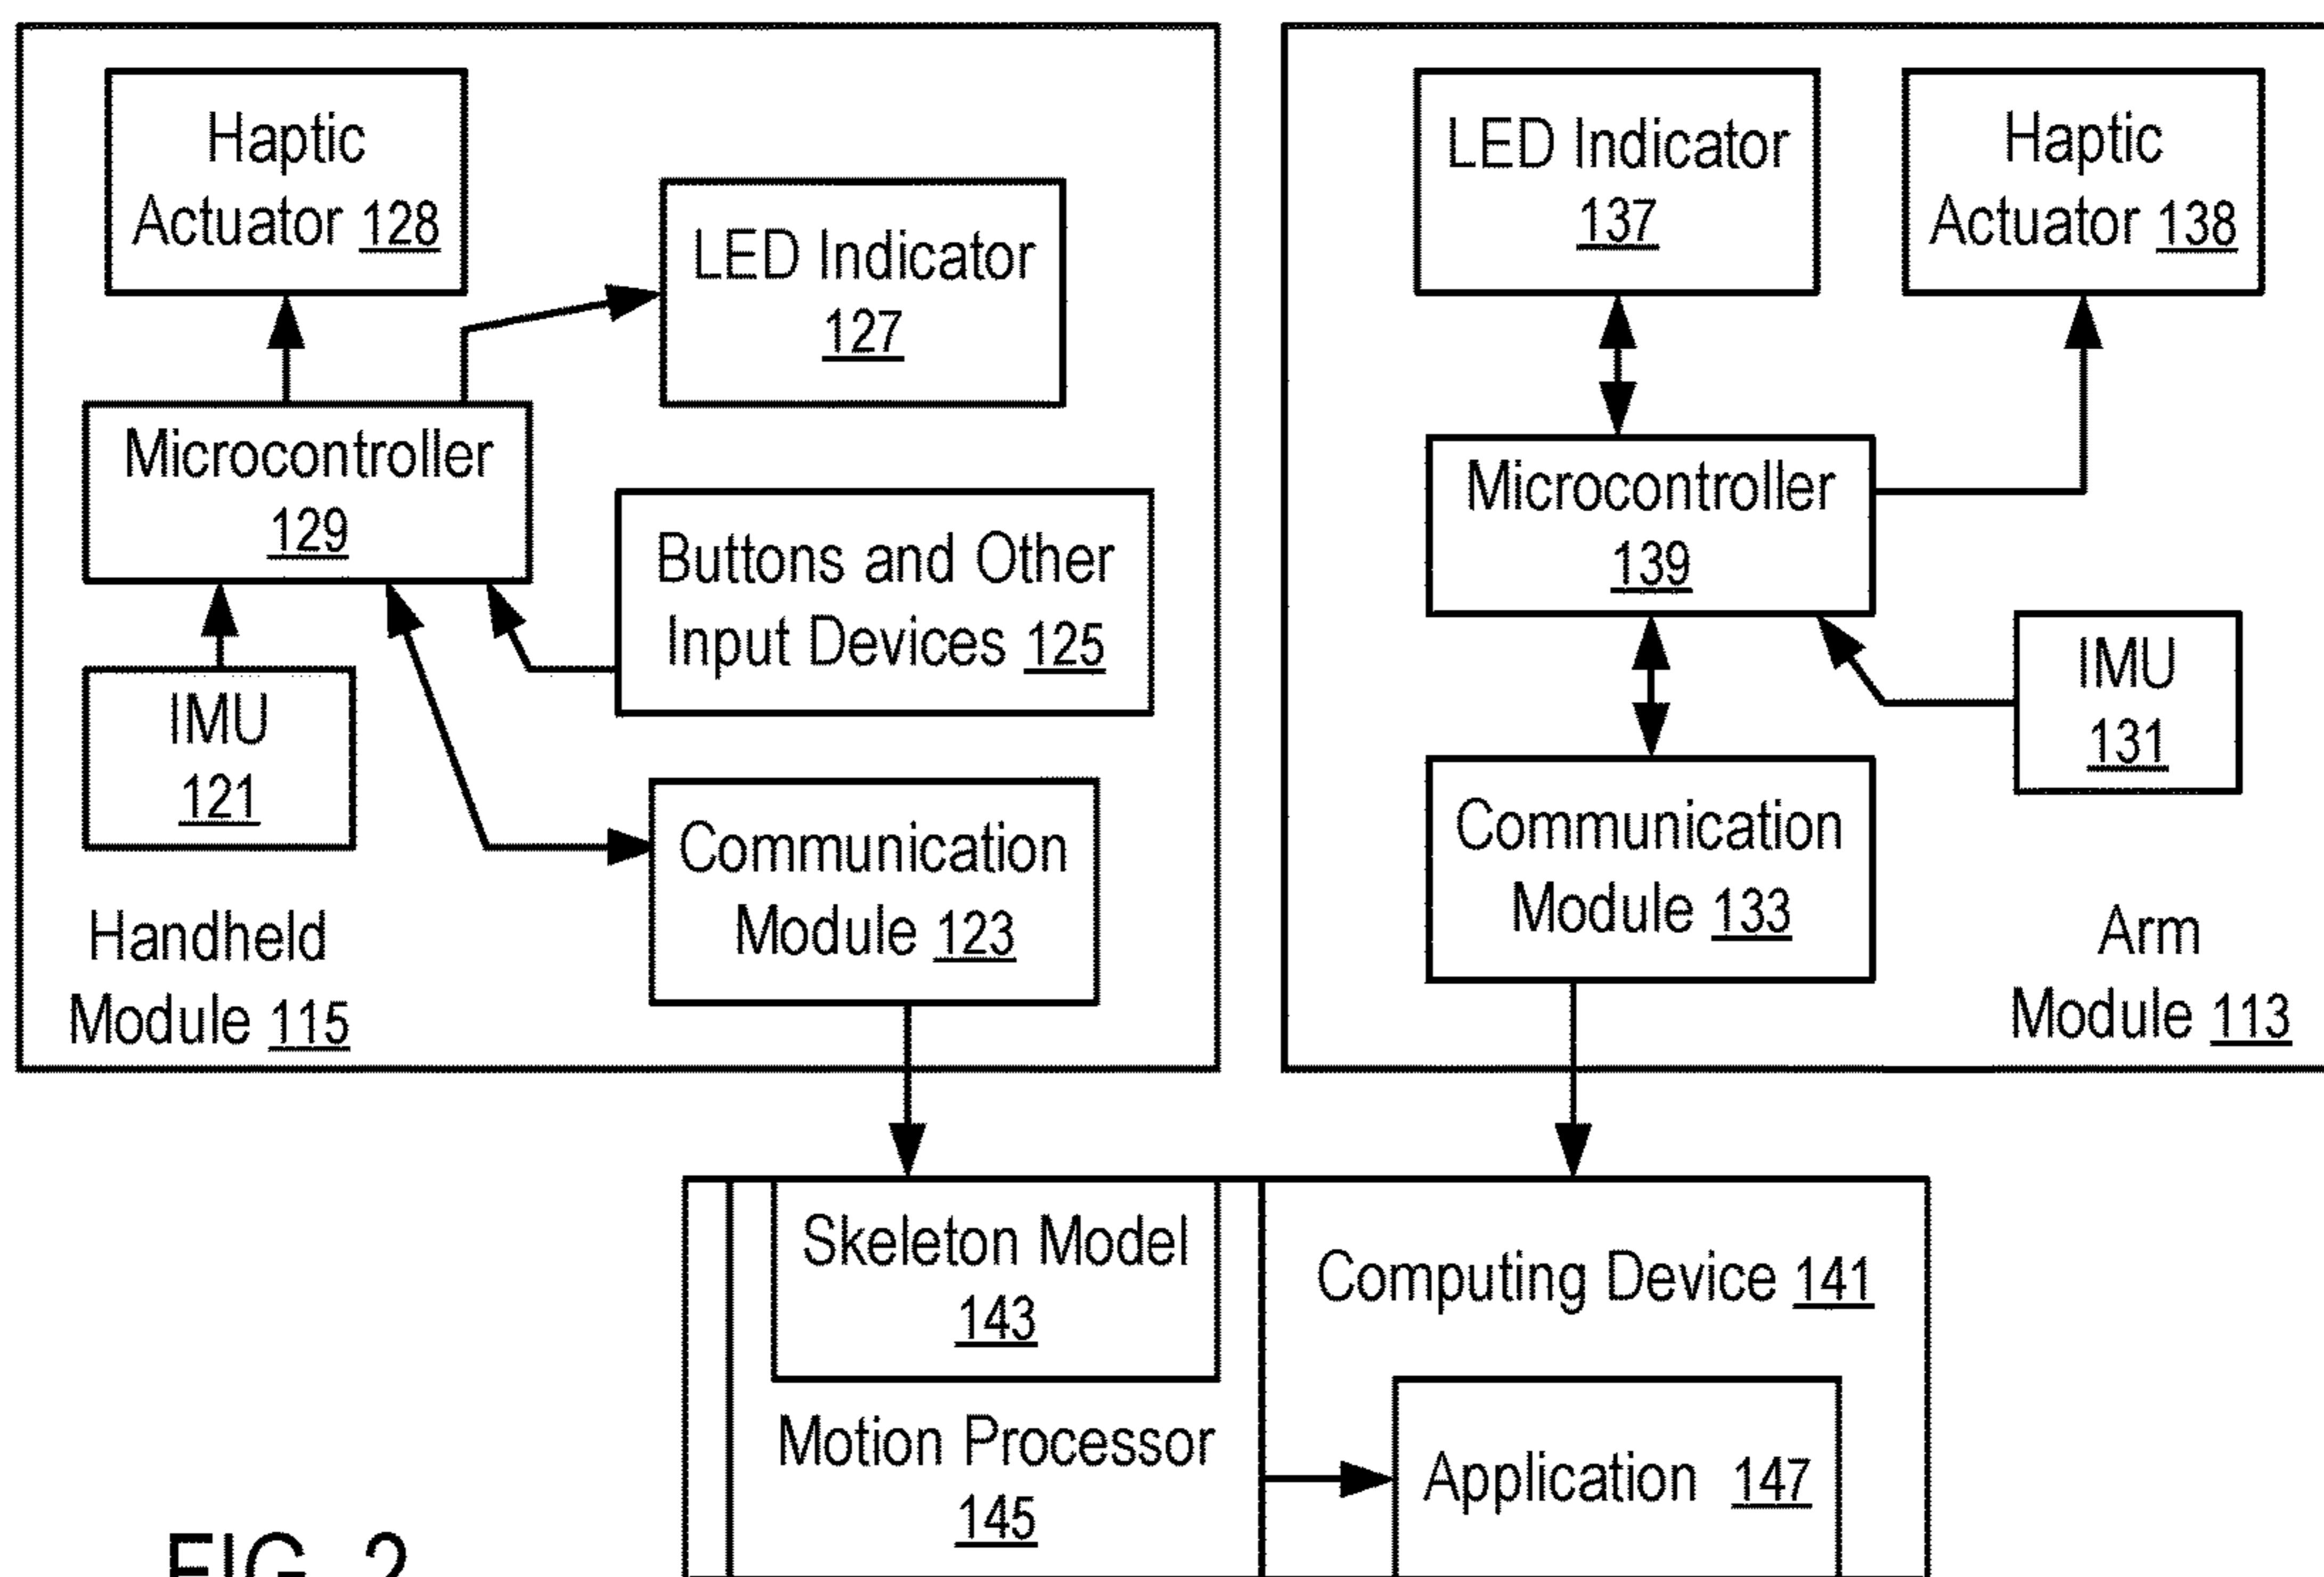 Haptic
Actuator 128
LED Indicator
127
Microcontroller
129
Buttons and Other
Input Devices 125
IMU
121
Communication
Module 123
Handheld
Module 115
LED Indicator
137
Haptic
Actuator 138
Microcontroller
139
IMU
131
Communication
Module 133
Arm
Module 113
Skeleton Model
143
Computing Device 141
Motion Processor
145
Application 147
FIG. 2